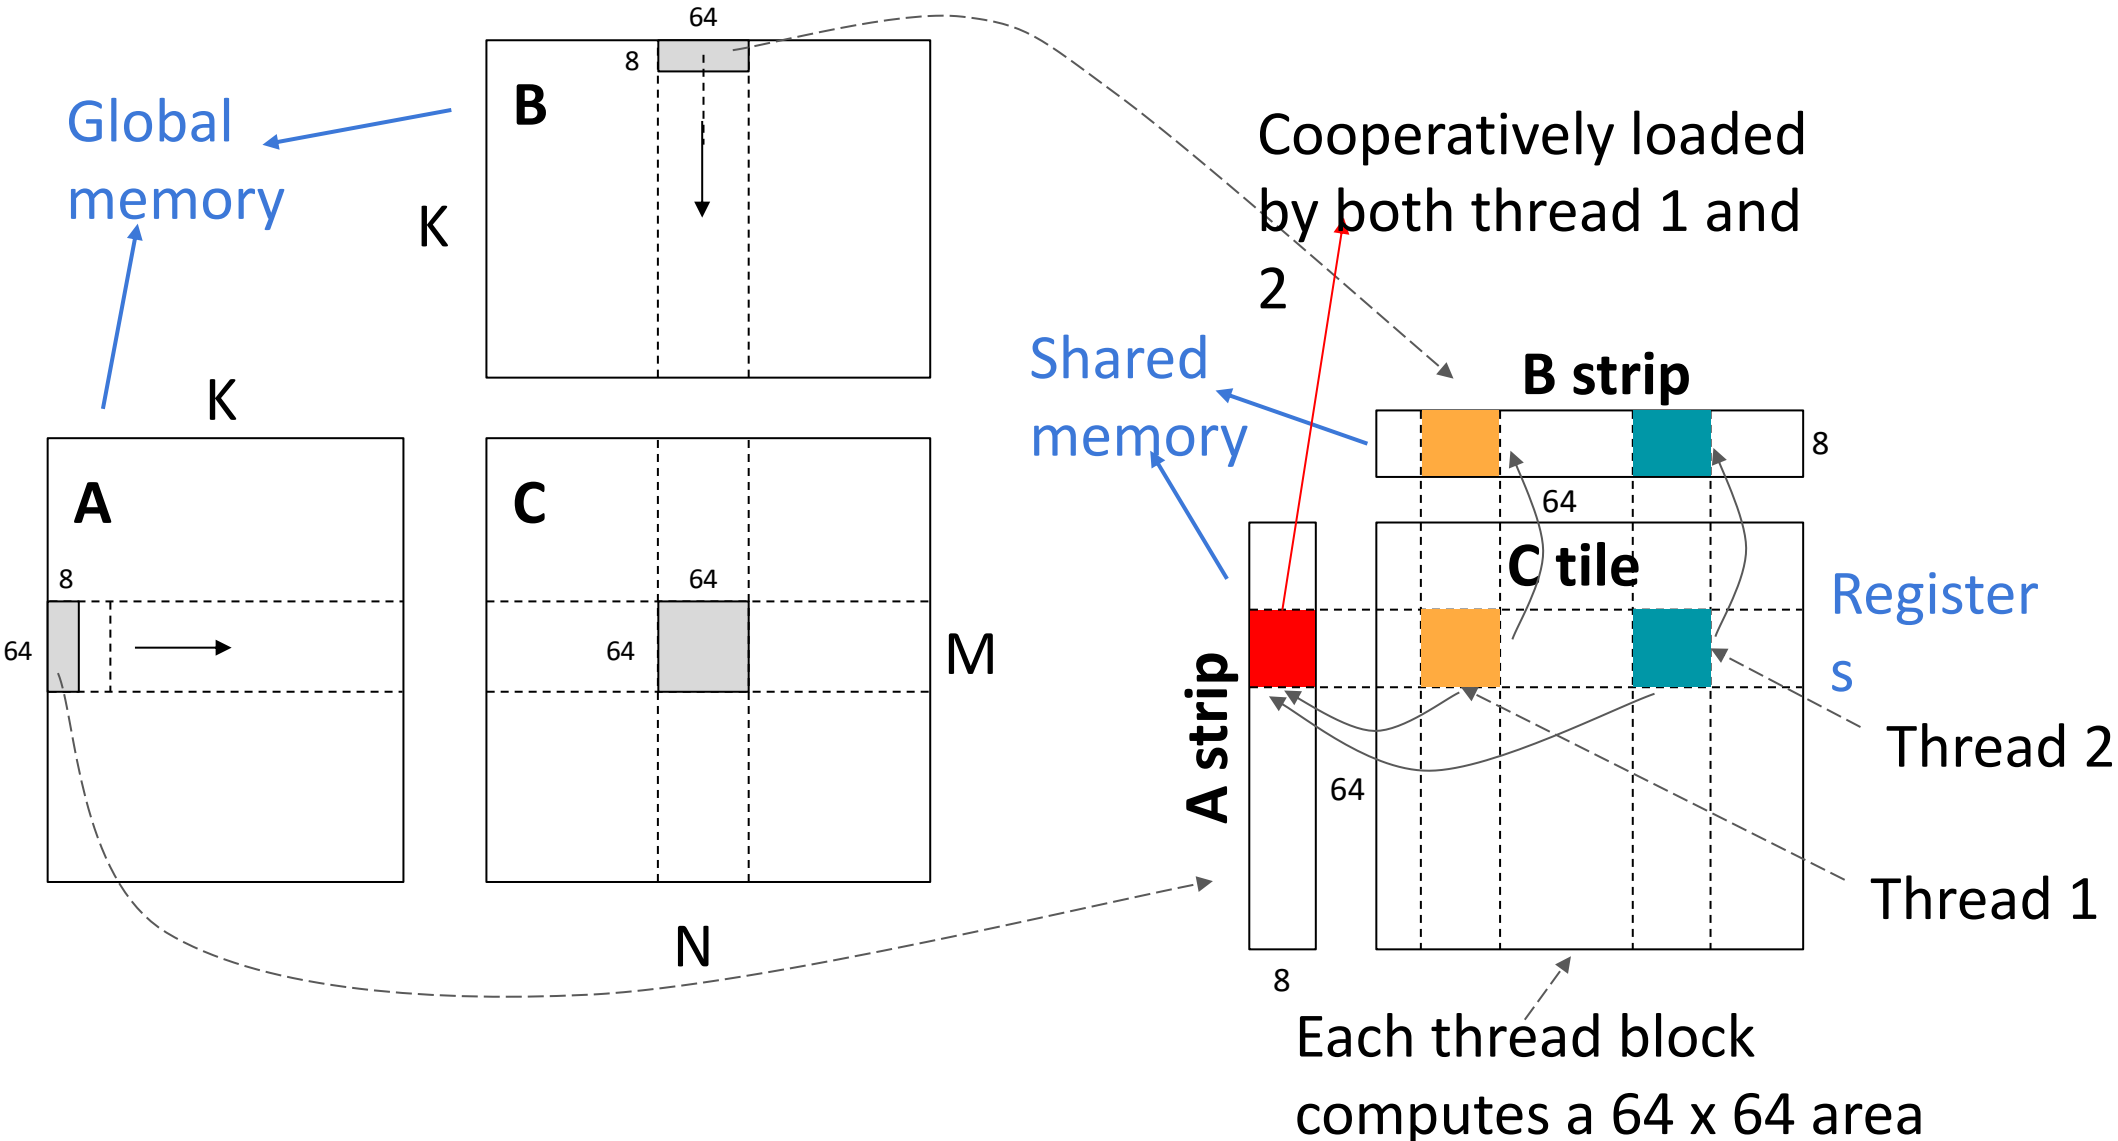 64
8
B
Global
memory
K
Cooperatively loaded
by both thread 1 and
2
Shared
memory
B strip
8
64
K
A
8
64
C
64
64
M
N
A strip
C tile
64
8
Register
s
Thread 2
Thread 1
Each thread block
computes a 64 x 64 area